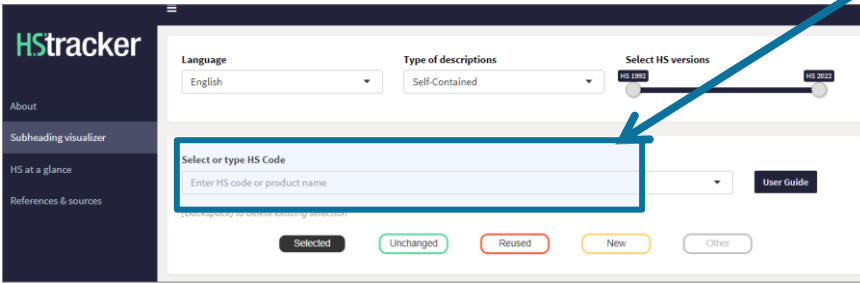 ≡
HStracker
Language
Type of descriptions
Select HS versions
English
Self-Contained
HS 1992
HS 2022
About
Subheading visualizer
HS at a glance
References & sources
Select or type HS Code
Enter HS code or product name
User Guide
[Backspace] to delete existing selection
Selected
Unchanged
Reused
New
Other